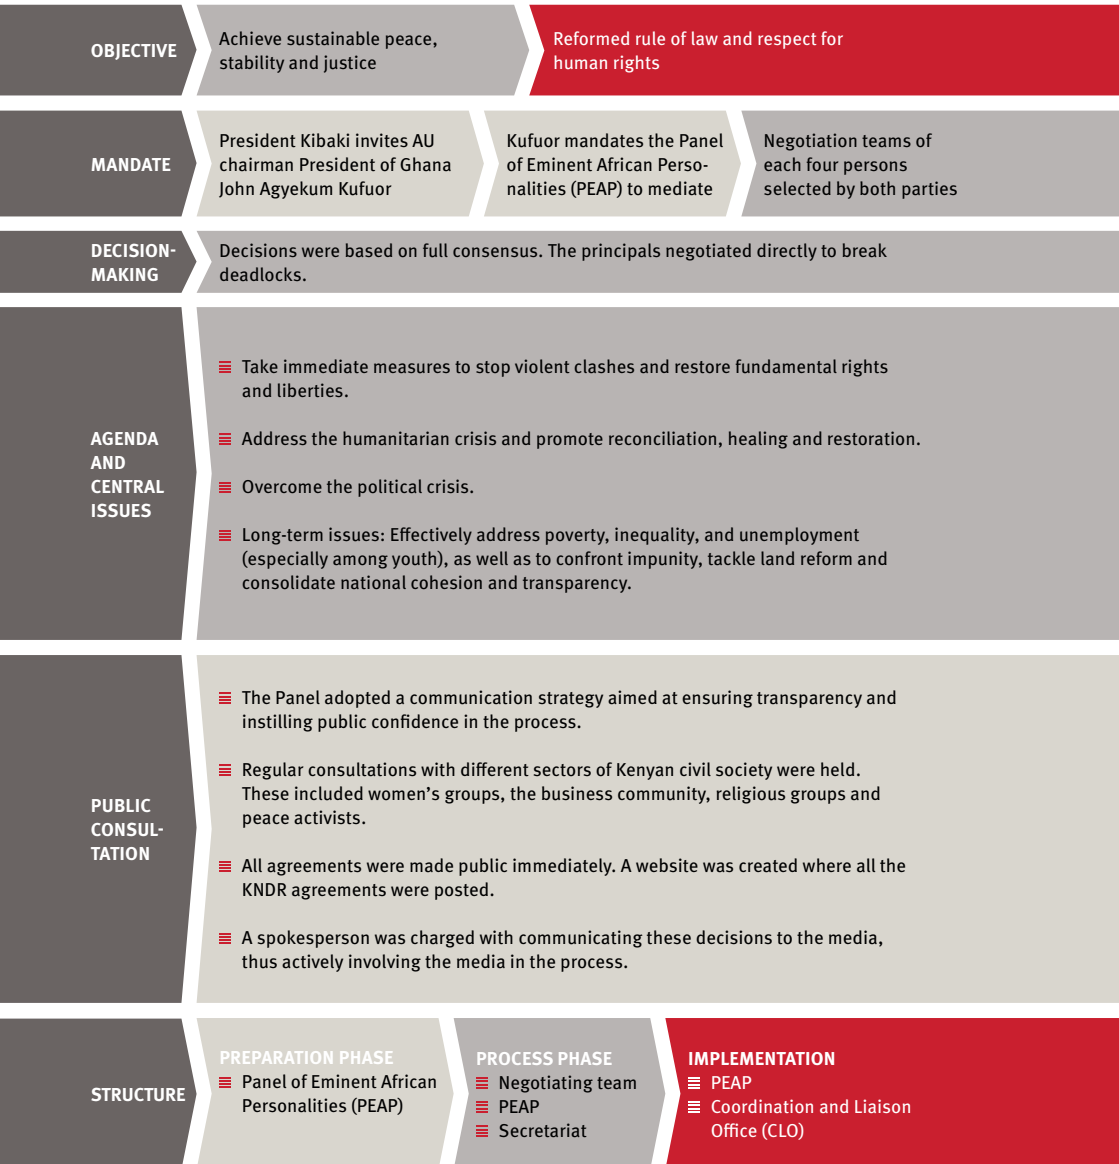 OBJECTIVE
Achieve sustainable peace,
stability and justice
Reformed rule of law and respect for
human rights
MANDATE
President Kibaki invites AU
chairman President of Ghana
John Agyekum Kufuor
Kufuor mandates the Panel
of Eminent African Perso-
nalities (PEAP) to mediate
Negotiation teams of
each four persons
selected by both parties
DECISION-
MAKING
Decisions were based on full consensus. The principals negotiated directly to break
deadlocks.
AGENDA
AND
CENTRAL
ISSUES
Take immediate measures to stop violent clashes and restore fundamental rights
and liberties.
Address the humanitarian crisis and promote reconciliation, healing and restoration.
Overcome the political crisis.
Long-term issues: Effectively address poverty, inequality, and unemployment
(especially among youth), as well as to confront impunity, tackle land reform and
consolidate national cohesion and transparency.
PUBLIC
CONSUL-
TATION
The Panel adopted a communication strategy aimed at ensuring transparency and
instilling public confidence in the process.
Regular consultations with different sectors of Kenyan civil society were held.
These included women’s groups, the business community, religious groups and
peace activists.
All agreements were made public immediately. A website was created where all the
KNDR agreements were posted.
A spokesperson was charged with communicating these decisions to the media,
thus actively involving the media in the process.
STRUCTURE
PREPARATION PHASE
Panel of Eminent African
Personalities (PEAP)
PROCESS PHASE
Negotiating team
PEAP
Secretariat
IMPLEMENTATION
PEAP
Coordination and Liaison
Office (CLO)